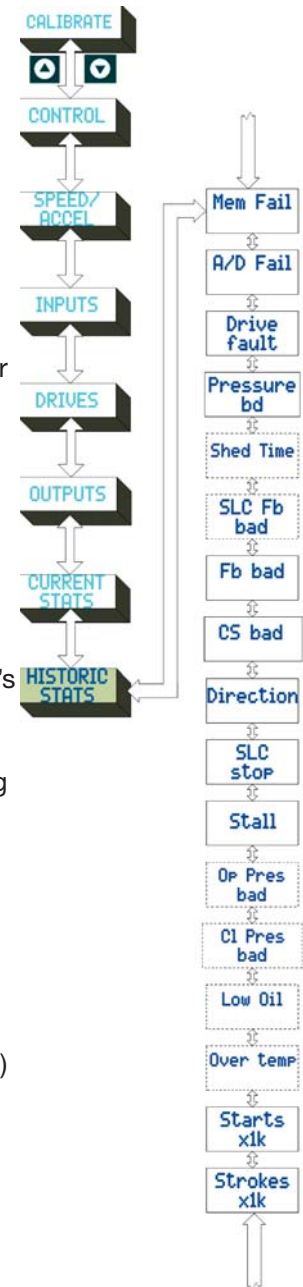 CALIBRATE
CONTROL
SPEED/
ACCEL
INPUTS
r
DRIVES
OUTPUTS
CURRENT
STATS
's
HISTORIC
STATS
g
)
Mem Fail
A/D Fail
Drive
fault
Pressure
bd
Shed Time
SLC Fb
bad
Fb bad
CS bad
Direction
SLC
stop
Stall
Op Pres
bad
Cl Pres
bad
Low Oil
Over temp
Starts
x1k
Strokes
x1k